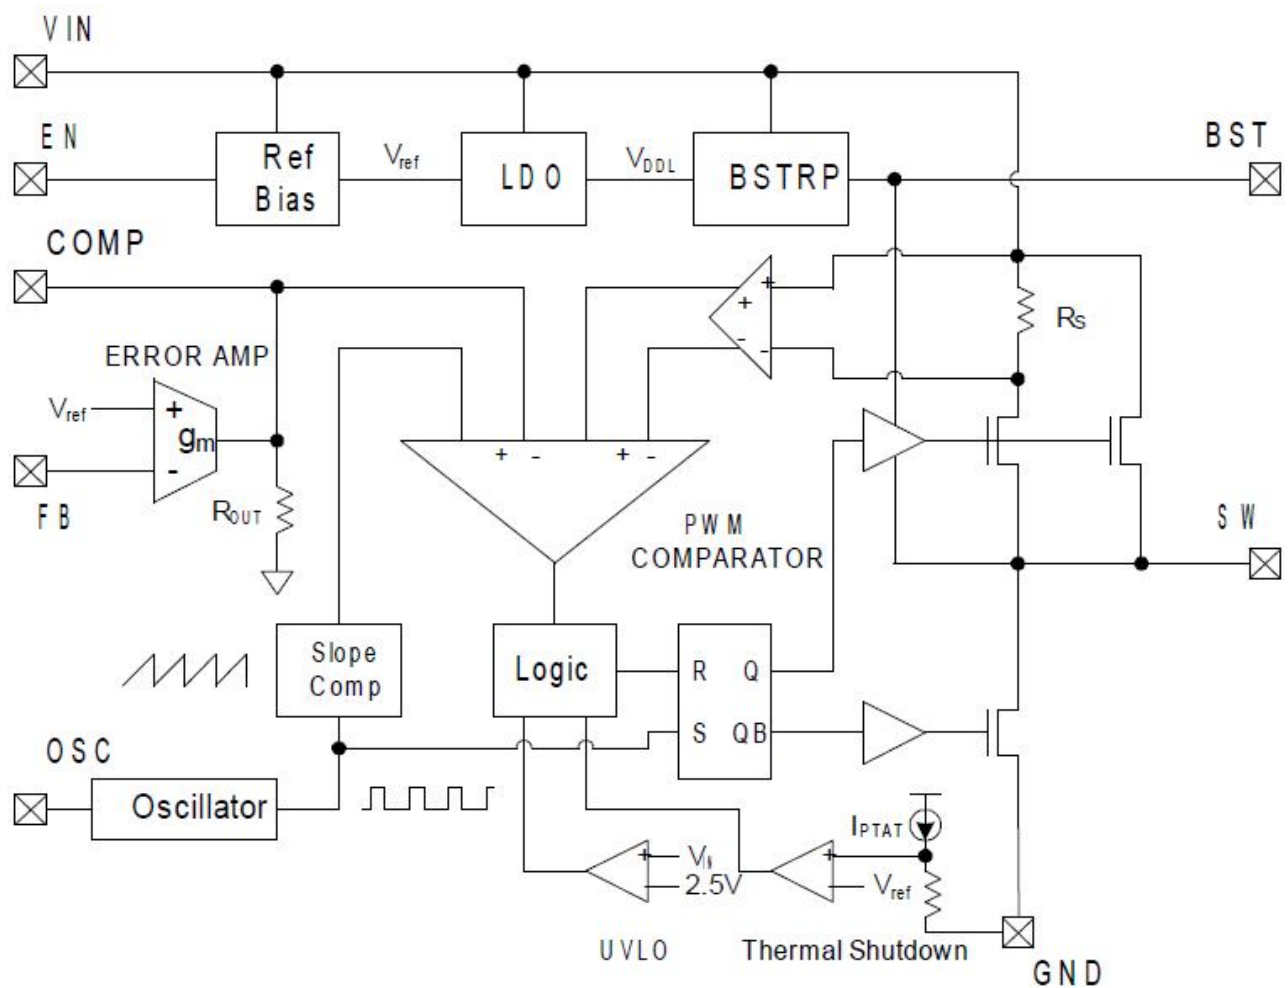 VIN
EN
BST
Ref
Bias
Vref
LDO
VDDL
BSTRP
COMP
+
+
-
-
RS
ERROR AMP
Vref
+
gm
-
+ -
+ -
FB
ROUT
PWM
COMPARATOR
SW
Slope
Comp
Logic
R
Q
S
QB
OSC
Oscillator
IPTAT
+
VIN
2.5V
+
Vref
UVLO
Thermal Shutdown
GND